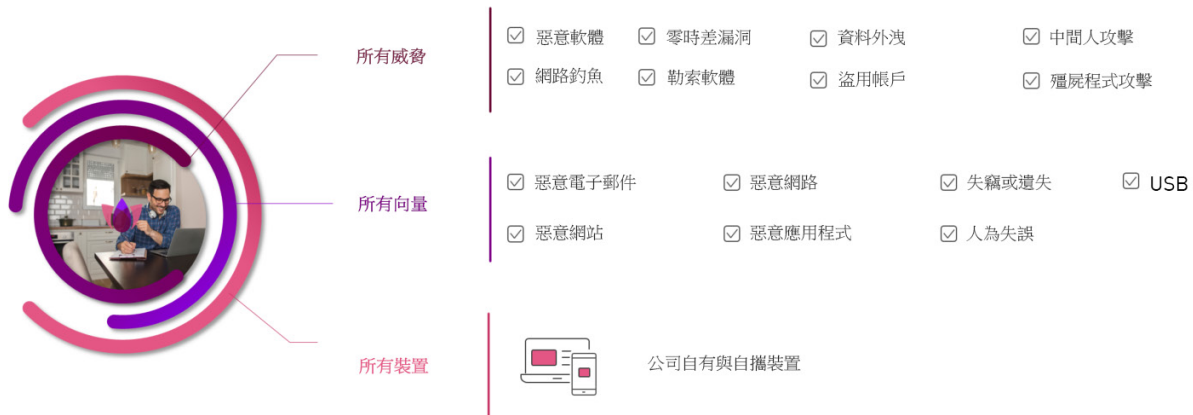 所有威脅
惡意軟體 零時差漏洞 資料外洩 中間人攻擊
網路釣魚 勒索軟體 盜用帳戶 殭屍程式攻擊
所有向量
惡意電子郵件 惡意網路 失竊或遺失 USB
惡意網站 惡意應用程式 人為失誤
所有裝置
公司自有與自攜裝置